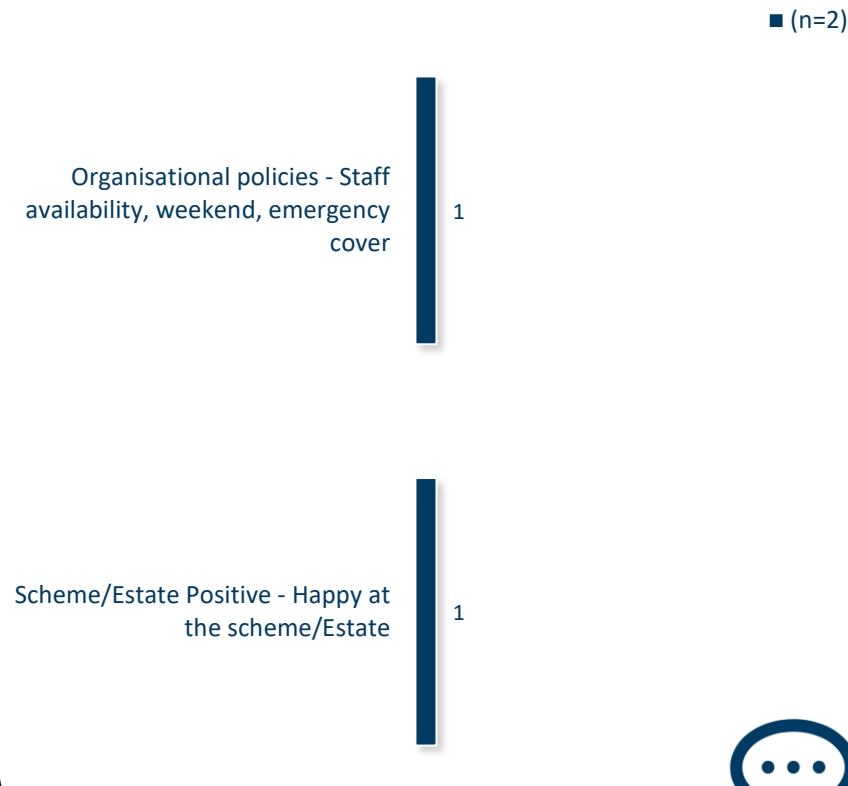 (n=2)
Organisational policies - Staff
availability, weekend, emergency
cover
1
Scheme/Estate Positive - Happy at
the scheme/Estate
1